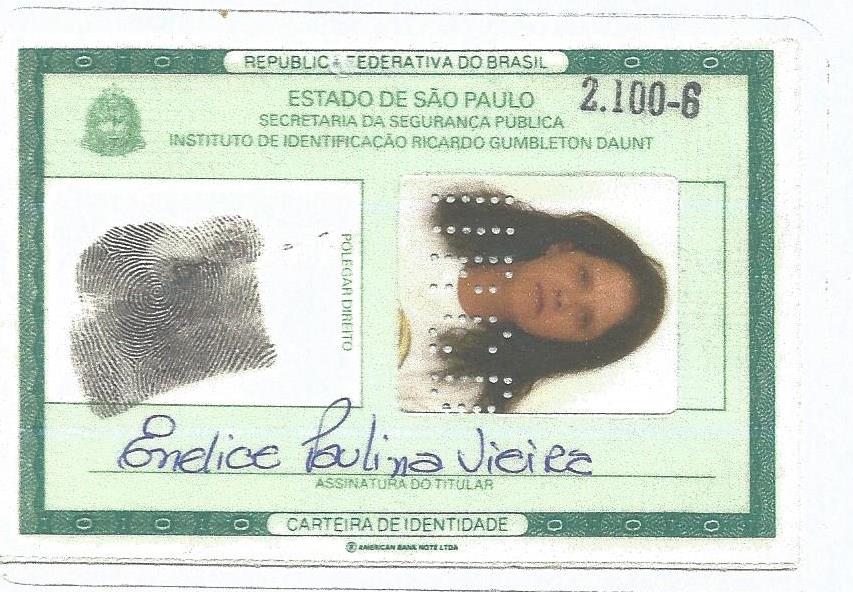 REPUBLICA FEDERATIVA DO BRASIL
2.100-6
ESTADO DE SÃO PAULO
SECRETARIA DA SEGURANÇA PÚBLICA
INSTITUTO DE IDENTIFICAÇÃO RICARDO GUMBLETON DAUNT
POLEGAR DIREITO
Enelice Paulina Vieira
ASSINATURA DO TITULAR
CARTEIRA DE IDENTIDADE
AMERICAN BANK NOTE LTDA